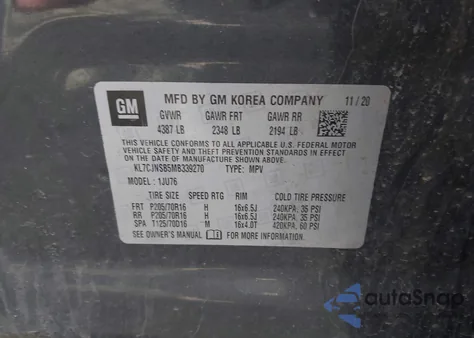 GM
MFD BY GM KOREA COMPANY 11/20
GVWR GAWR FRT GAWR RR
4387 LB 2348 LB 2194 LB
THIS VEHICLE CONFORMS TO ALL APPLICABLE U.S. FEDERAL MOTOR
VEHICLE SAFETY AND THEFT PREVENTION STANDARDS IN EFFECT
ON THE DATE OF MANUFACTURE SHOWN ABOVE.
KL7CJNSB5MB339270 TYPE: MPV
MODEL: 1JU76
TIRE SIZE SPEED RTG RIM COLD TIRE PRESSURE
FRT P205/70R16 H 16x6.5J 240KPA, 35 PSI
RR P205/70R16 H 16x6.5J 240KPA, 35 PSI
SPA T125/70D16 M 16x4.0T 420KPA, 60 PSI
SEE OWNER'S MANUAL FOR MORE INFORMATION.
autoSnap